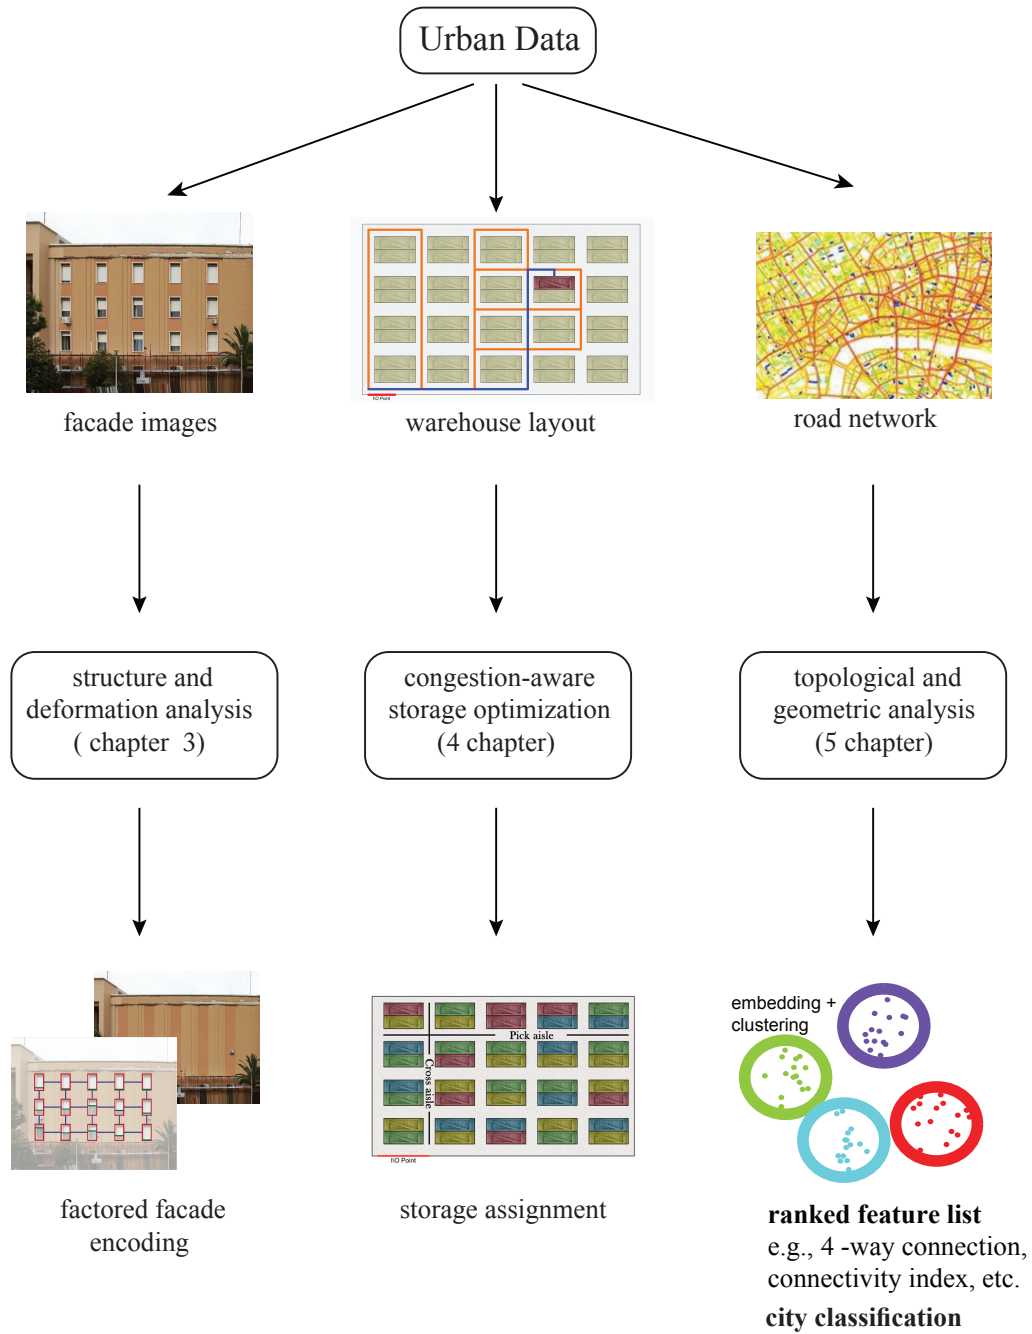 Urban Data
I\O Point
facade images
warehouse layout
road network
structure and
deformation analysis
( chapter 3)
congestion-aware
storage optimization
(4 chapter)
topological and
geometric analysis
(5 chapter)
Pick aisle
Cross aisle
I\O Point
embedding +
clustering
factored facade
encoding
storage assignment
ranked feature list
e.g., 4 -way connection,
connectivity index, etc.
city classification